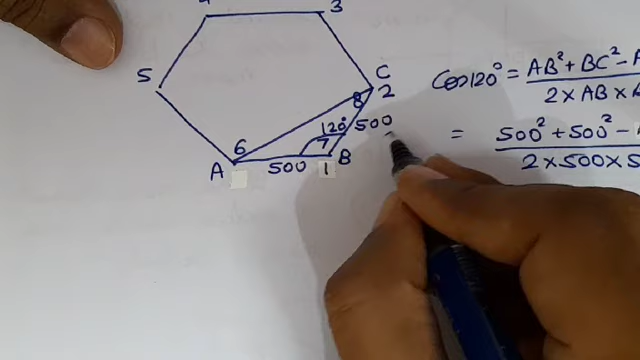 3
5
C
2
8
120°
500
6
7
A
500
1
B
Cos120° = AB² + BC² -
2 × AB ×
= 500² + 500² -
2 × 500 × 5